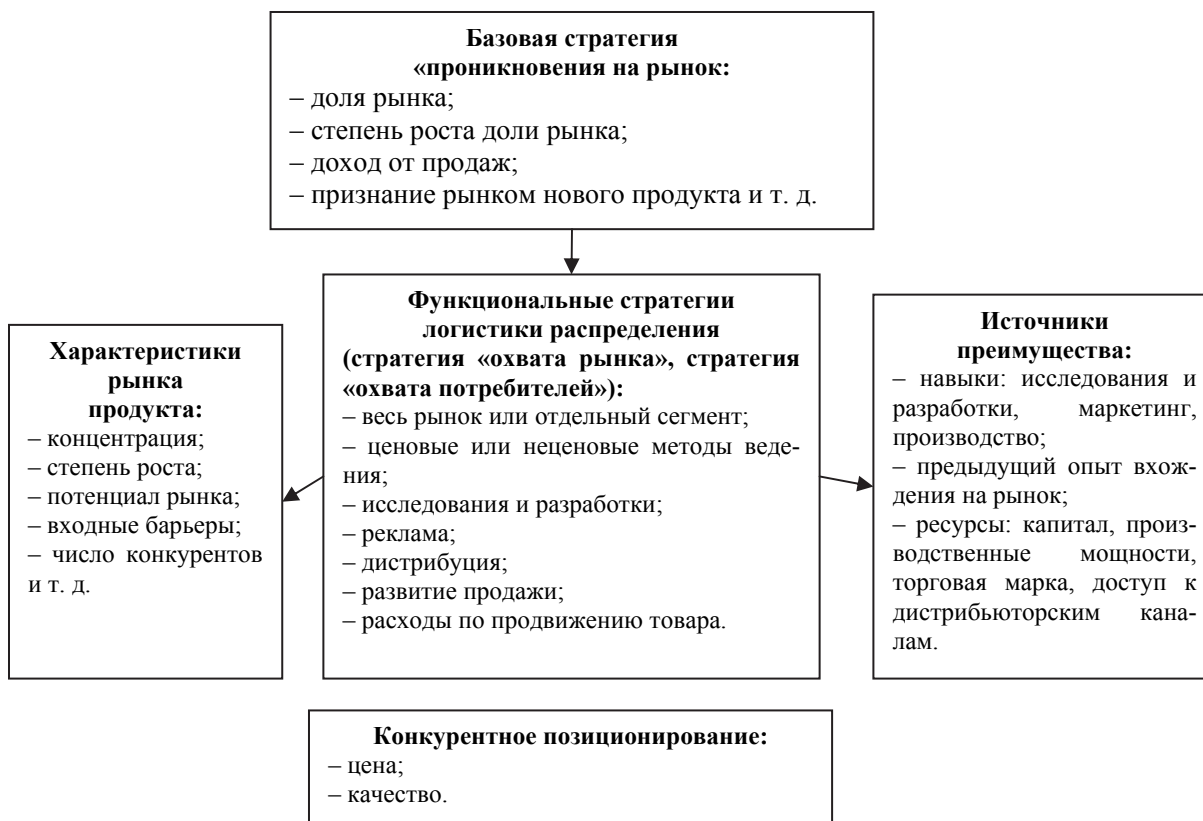 Базовая стратегия
«проникновения на рынок:
– доля рынка;
– степень роста доли рынка;
– доход от продаж;
– признание рынком нового продукта и т. д.
Характеристики
рынка
продукта:
– концентрация;
– степень роста;
– потенциал рынка;
– входные барьеры;
– число конкурентов
и т. д.
Функциональные стратегии
логистики распределения
(стратегия «охвата рынка», стратегия
«охвата потребителей»):
– весь рынок или отдельный сегмент;
– ценовые или неценовые методы веде-
ния;
– исследования и разработки;
– реклама;
– дистрибуция;
– развитие продажи;
– расходы по продвижению товара.
Источники
преимущества:
– навыки: исследования и
разработки, маркетинг,
производство;
– предыдущий опыт вхож-
дения на рынок;
– ресурсы: капитал, произ-
водственные мощности,
торговая марка, доступ к
дистрибьюторским кана-
лам.
Конкурентное позиционирование:
– цена;
– качество.